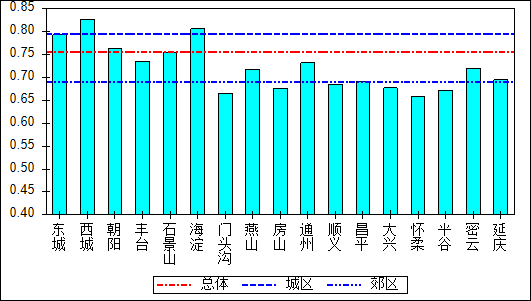 0.85
0.80
0.75
0.70
0.65
0.60
0.55
0.50
0.45
0.40
东城
西城
朝阳
丰台
石景山
海淀
门头沟
燕山
房山
通州
顺义
昌平
大兴
怀柔
平谷
密云
延庆
总体 城区 郊区